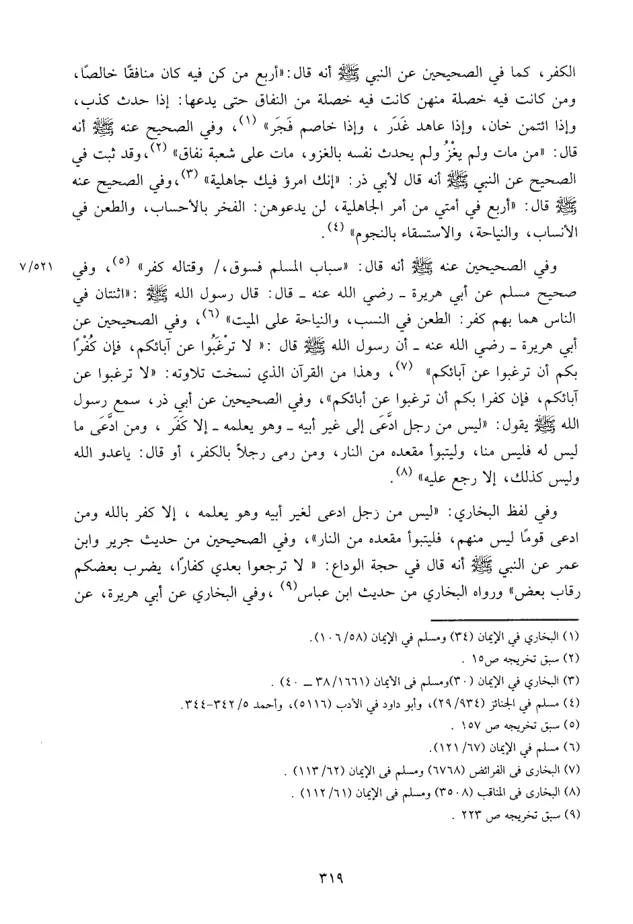 الكفر، كما في الصحيحين عن النبي ﷺ أنه قال: «أربع من كن فيه كان منافقًا خالصًا،
ومن كانت فيه خصلة منهن كانت فيه خصلة من النفاق حتى يدعها: إذا حدث كذب،
وإذا ائتمن خان، وإذا عاهد غَدَر ، وإذا خاصم فَجَر» (١)، وفي الصحيح عنه ﷺ أنه
قال: «من مات ولم يغْزُ ولم يحدث نفسه بالغزو، مات على شعبة نفاق» (٢)،وقد ثبت في
الصحيح عن النبي ﷺ أنه قال لأبي ذر: «إنك امرؤ فيك جاهلية» (٣)،وفي الصحيح عنه
ﷺ قال: «أربع في أمتي من أمر الجاهلية، لن يدعوهن: الفخر بالأحساب، والطعن في
الأنساب، والنياحة، والاستسقاء بالنجوم» (٤).
وفي الصحيحين عنه ﷺ أنه قال: «سباب المسلم فسوق،/ وقتاله كفر» (٥)، وفي
٧/٥٢١
صحيح مسلم عن أبي هريرة ـ رضي الله عنه ـ قال: قال رسول الله ﷺ :«اثنتان في
الناس هما بهم كفر: الطعن في النسب، والنياحة على الميت» (٦)، وفي الصحيحين عن
أبي هريرة ـ رضي الله عنه ـ أن رسول الله ﷺ قال :« لا ترغَبُوا عن آبائكم، فإن كُفْرًا
بكم أن ترغبوا عن آبائكم» (٧)، وهذا من القرآن الذي نسخت تلاوته: «لا ترغبوا عن
آبائكم، فإن كفرا بكم أن ترغبوا عن آبائكم»، وفي الصحيحين عن أبي ذر، سمع رسول
الله ﷺ يقول: «ليس من رجل ادَّعَى إلى غير أبيه ـ وهو يعلمه ـ إلا كَفَر ، ومن ادَّعَى ما
ليس له فليس منا، وليتبوأ مقعده من النار، ومن رمى رجلاً بالكفر، أو قال: ياعدو الله
وليس كذلك، إلا رجع عليه» (٨).
وفي لفظ البخاري: «ليس من رجل ادعى لغير أبيه وهو يعلمه ، إلا كفر بالله ومن
ادعى قومًا ليس منهم، فليتبوأ مقعده من النار»، وفي الصحيحين من حديث جرير وابن
عمر عن النبي ﷺ أنه قال في حجة الوداع: « لا ترجعوا بعدي كفارًا، يضرب بعضكم
رقاب بعض» ورواه البخاري من حديث ابن عباس(٩) ،وفي البخاري عن أبي هريرة، عن
(١) البخاري في الإيمان (٣٤) ومسلم في الإيمان (١٠٦/٥٨) .
(٢) سبق تخريجه ص١٥ .
(٣) البخاري في الإيمان (٣٠)ومسلم في الأيمان (٣٨/١٦٦١ ــ ٤٠) .
(٤) مسلم في الجنائز (٢٩/٩٣٤)، وأبو داود في الأدب (٥١١٦)، وأحمد ٣٤٢/٥-٣٤٤.
(٥) سبق تخريجه ص ١٥٧ .
(٦) مسلم في الإيمان (١٢١/٦٧).
(٧) البخارى فى الفرائض (٦٧٦٨) ومسلم فى الإيمان (١١٣/٦٢) .
(٨) البخارى فى المناقب (٣٥٠٨) ومسلم فى الإيمان (١١٢/٦١) .
(٩) سبق تخريجه ص ٢٢٣ .
٣١٩